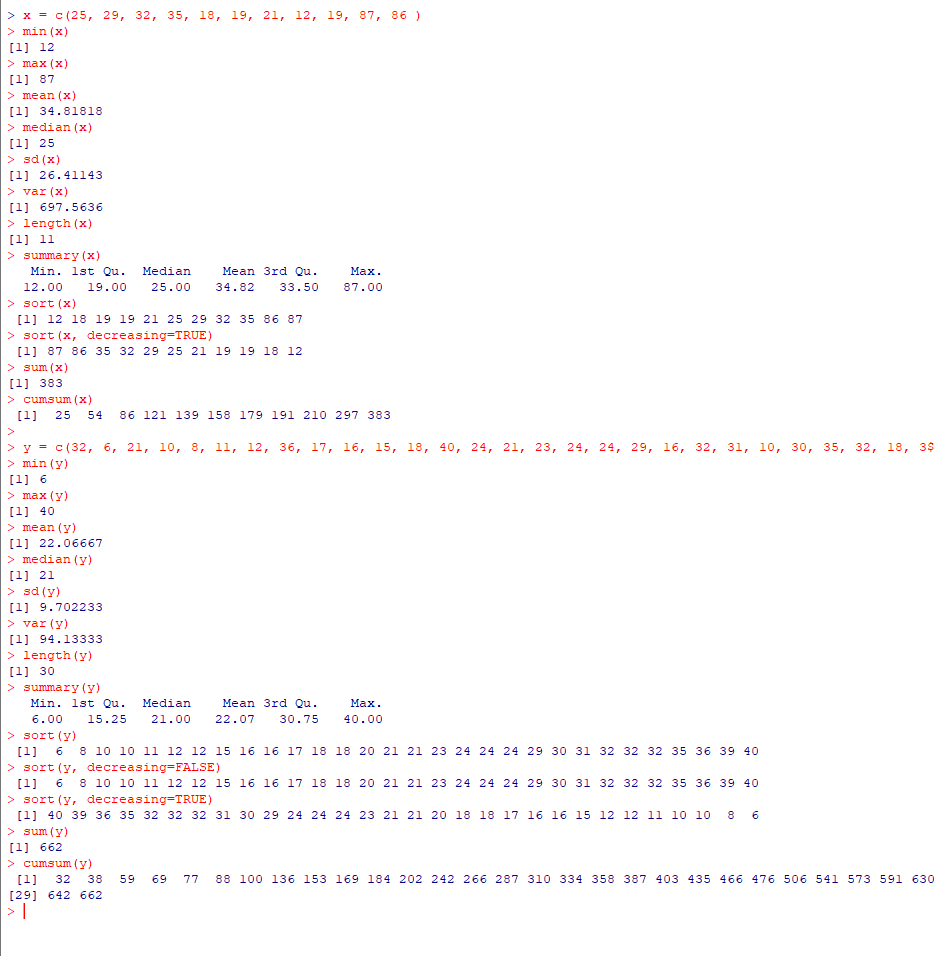 > x = c(25, 29, 32, 35, 18, 19, 21, 12, 19, 87, 86 )
> min(x)
[1] 12
> max(x)
[1] 87
> mean(x)
[1] 34.81818
> median(x)
[1] 25
> sd(x)
[1] 26.41143
> var(x)
[1] 697.5636
> length(x)
[1] 11
> summary(x)
   Min. 1st Qu.  Median    Mean 3rd Qu.    Max.
  12.00   19.00   25.00   34.82   33.50   87.00
> sort(x)
 [1] 12 18 19 19 21 25 29 32 35 86 87
> sort(x, decreasing=TRUE)
 [1] 87 86 35 32 29 25 21 19 19 18 12
> sum(x)
[1] 383
> cumsum(x)
 [1]  25  54  86 121 139 158 179 191 210 297 383
>
> y = c(32, 6, 21, 10, 8, 11, 12, 36, 17, 16, 15, 18, 40, 24, 21, 23, 24, 24, 29, 16, 32, 31, 10, 30, 35, 32, 18, 3$
> min(y)
[1] 6
> max(y)
[1] 40
> mean(y)
[1] 22.06667
> median(y)
[1] 21
> sd(y)
[1] 9.702233
> var(y)
[1] 94.13333
> length(y)
[1] 30
> summary(y)
   Min. 1st Qu.  Median    Mean 3rd Qu.    Max.
   6.00   15.25   21.00   22.07   30.75   40.00
> sort(y)
 [1]  6  8 10 10 11 12 12 15 16 16 17 18 18 20 21 21 23 24 24 24 29 30 31 32 32 32 35 36 39 40
> sort(y, decreasing=FALSE)
 [1]  6  8 10 10 11 12 12 15 16 16 17 18 18 20 21 21 23 24 24 24 29 30 31 32 32 32 35 36 39 40
> sort(y, decreasing=TRUE)
 [1] 40 39 36 35 32 32 32 31 30 29 24 24 24 23 21 21 20 18 18 17 16 16 15 12 12 11 10 10  8  6
> sum(y)
[1] 662
> cumsum(y)
 [1]  32  38  59  69  77  88 100 136 153 169 184 202 242 266 287 310 334 358 387 403 435 466 476 506 541 573 591 630
[29] 642 662
>